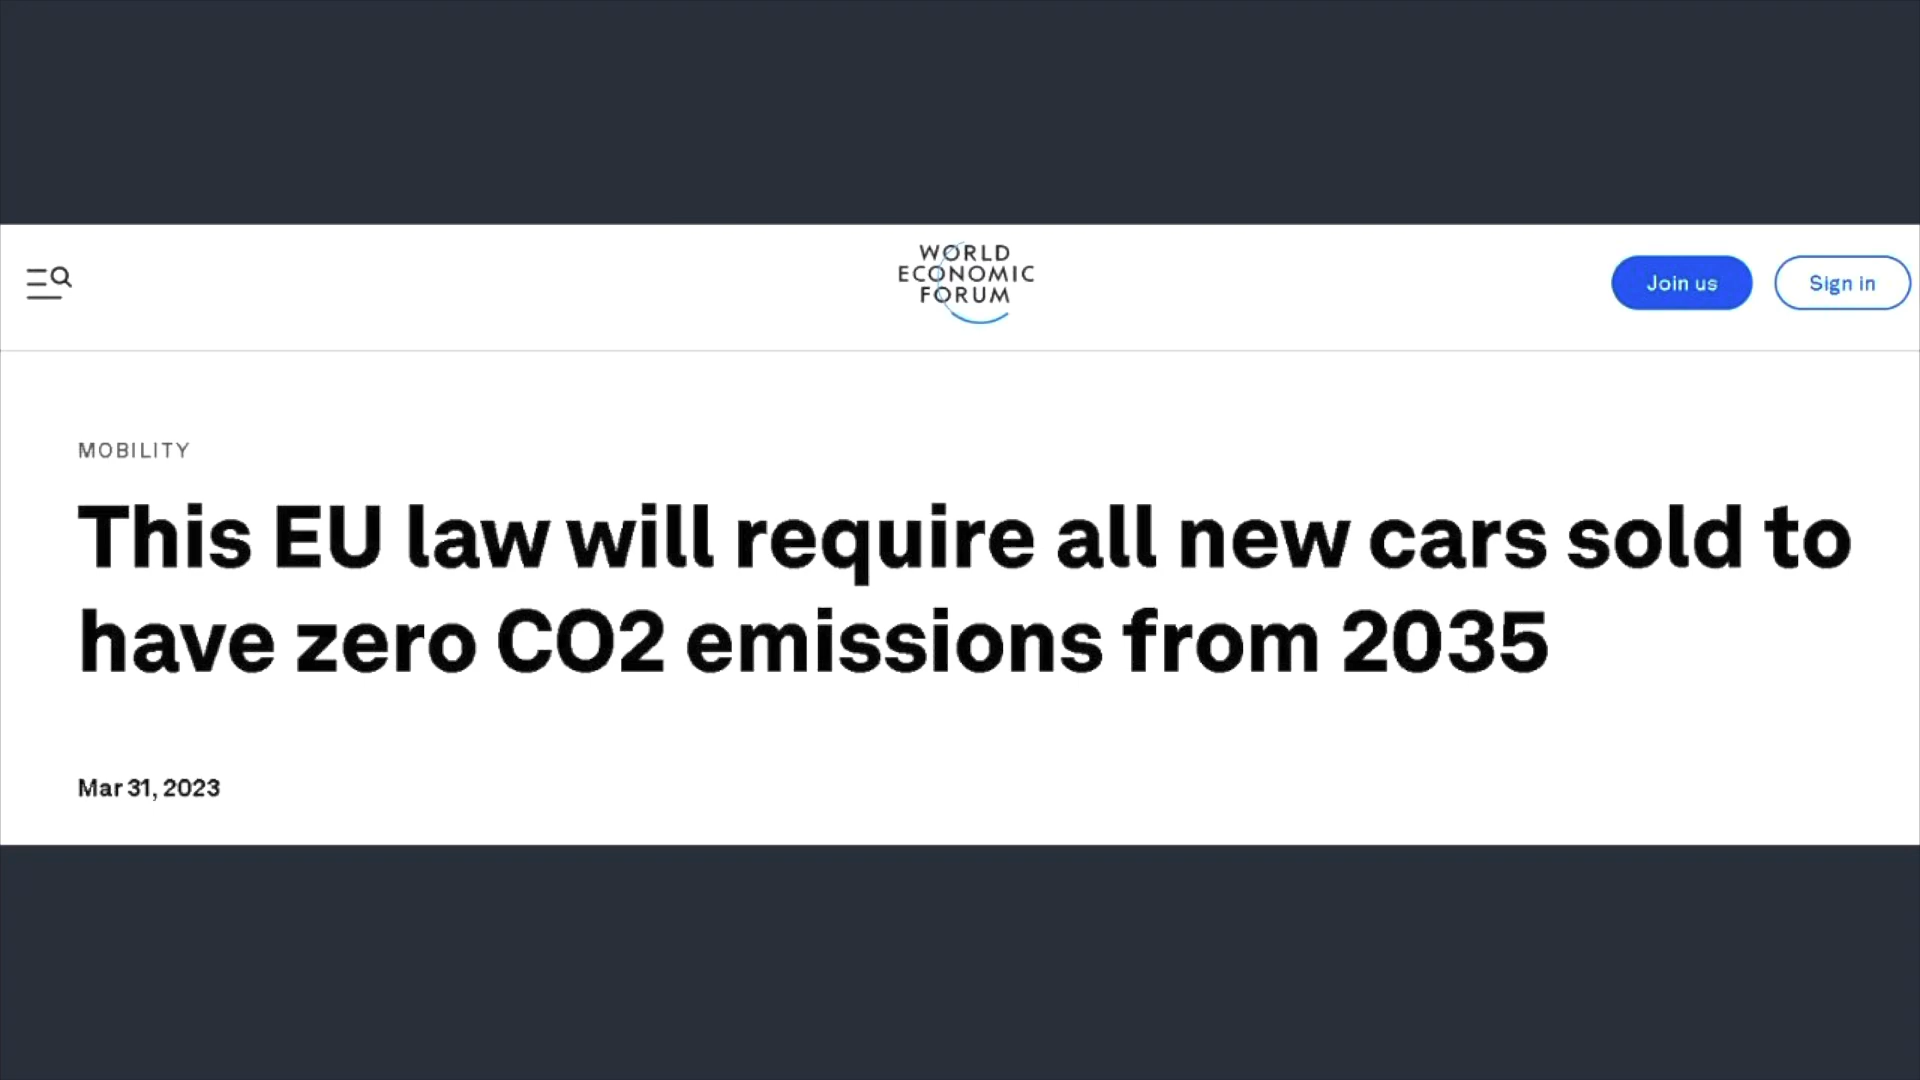 WORLD
ECONOMIC
FORUM
Join us
Sign in
MOBILITY
This EU law will require all new cars sold to
have zero CO2 emissions from 2035
Mar 31, 2023